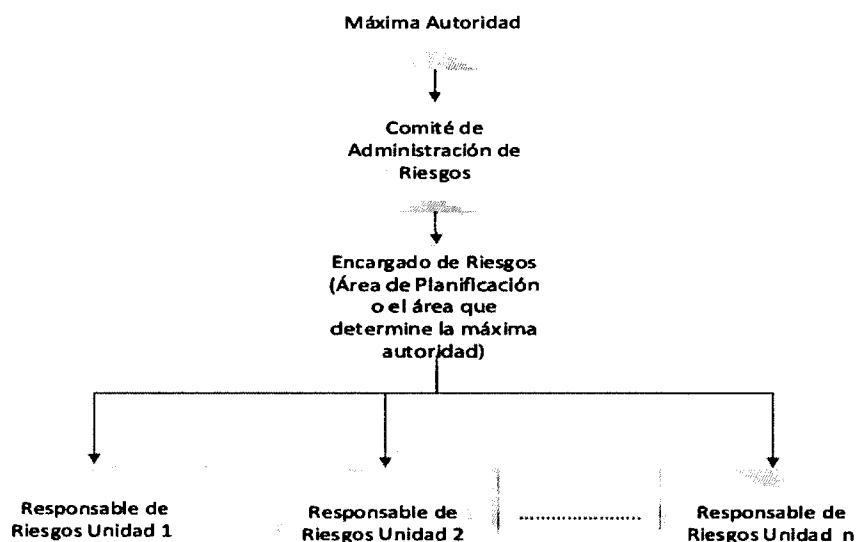 Máxima Autoridad
Comité de
Administración de
Riesgos
Encargado de Riesgos
(Área de Planificación
o el área que
determine la máxima
autoridad)
Responsable de
Riesgos Unidad 1
Responsable de
Riesgos Unidad 2
.....................
Responsable de
Riesgos Unidad n